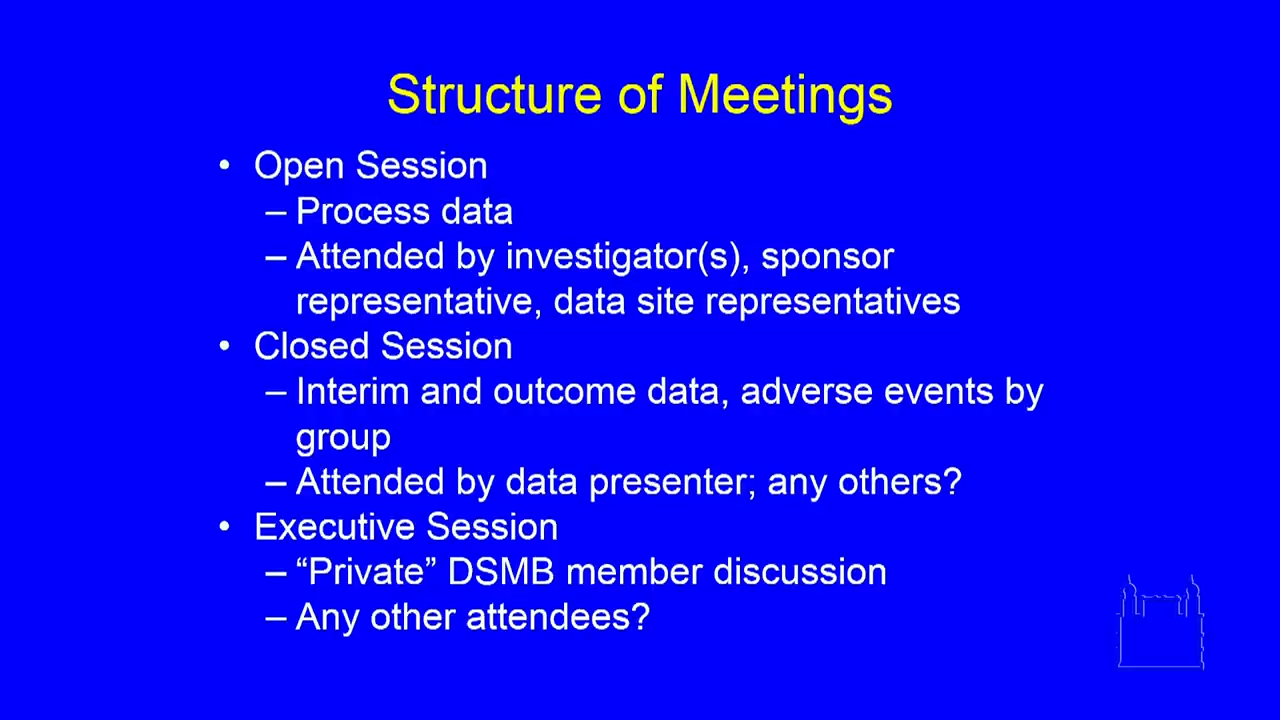 Structure of Meetings
• Open Session
– Process data
– Attended by investigator(s), sponsor
representative, data site representatives
• Closed Session
– Interim and outcome data, adverse events by
group
– Attended by data presenter; any others?
• Executive Session
– “Private” DSMB member discussion
– Any other attendees?